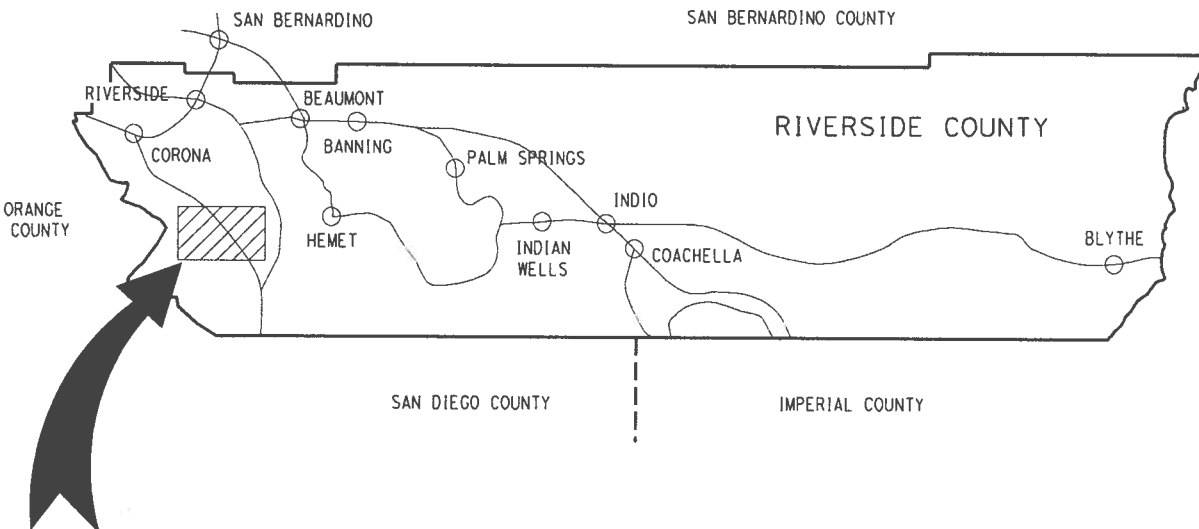 SAN BERNARDINO
SAN BERNARDINO COUNTY
RIVERSIDE
BEAUMONT
RIVERSIDE COUNTY
CORONA
BANNING
PALM SPRINGS
ORANGE
COUNTY
INDIO
HEMET
INDIAN
WELLS
COACHELLA
BLYTHE
SAN DIEGO COUNTY
IMPERIAL COUNTY